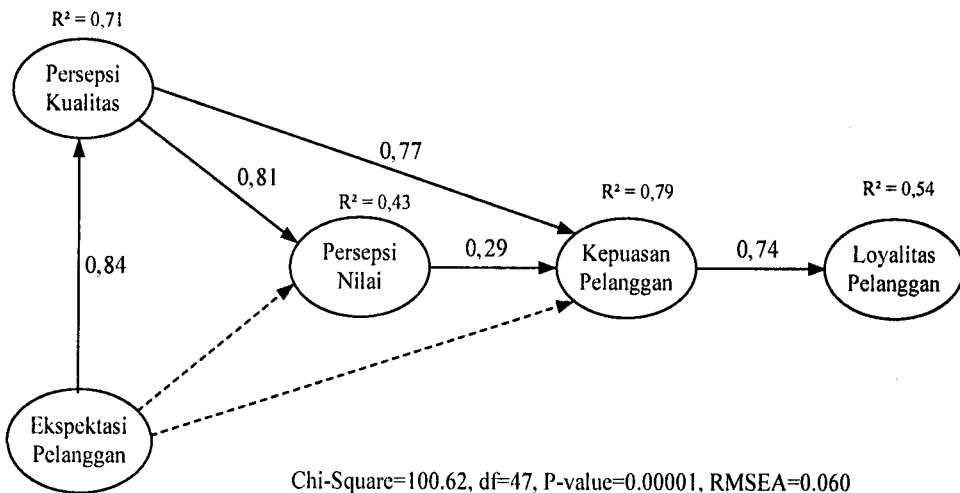 R² = 0,71
Persepsi
Kualitas
0,77
0,81
R² = 0,79
R² = 0,54
R² = 0,43
Persepsi
Nilai
0,29
Kepuasan
Pelanggan
0,74
Loyalitas
Pelanggan
0,84
Ekspektasi
Pelanggan
Chi-Square=100.62, df=47, P-value=0.00001, RMSEA=0.060